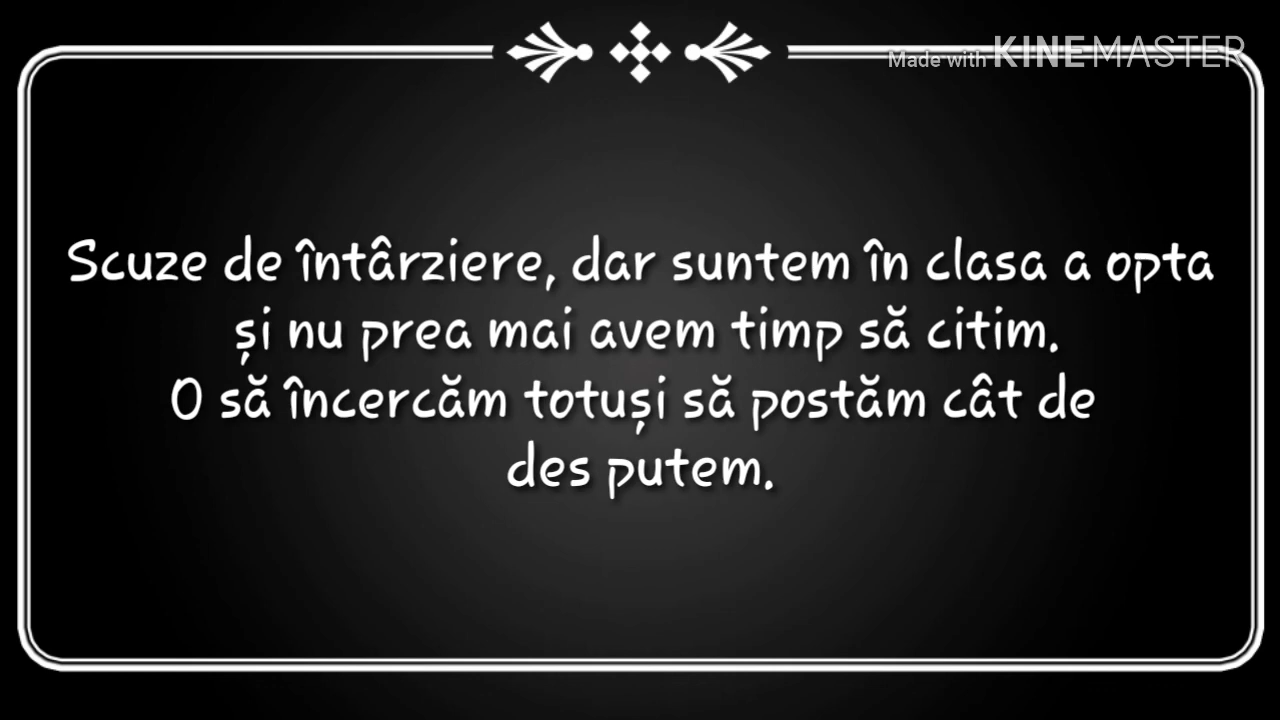 Made with KINEMASTER
Scuze de întârziere, dar suntem în clasa a opta
și nu prea mai avem timp să citim.
O să încercăm totuși să postăm cât de
des putem.